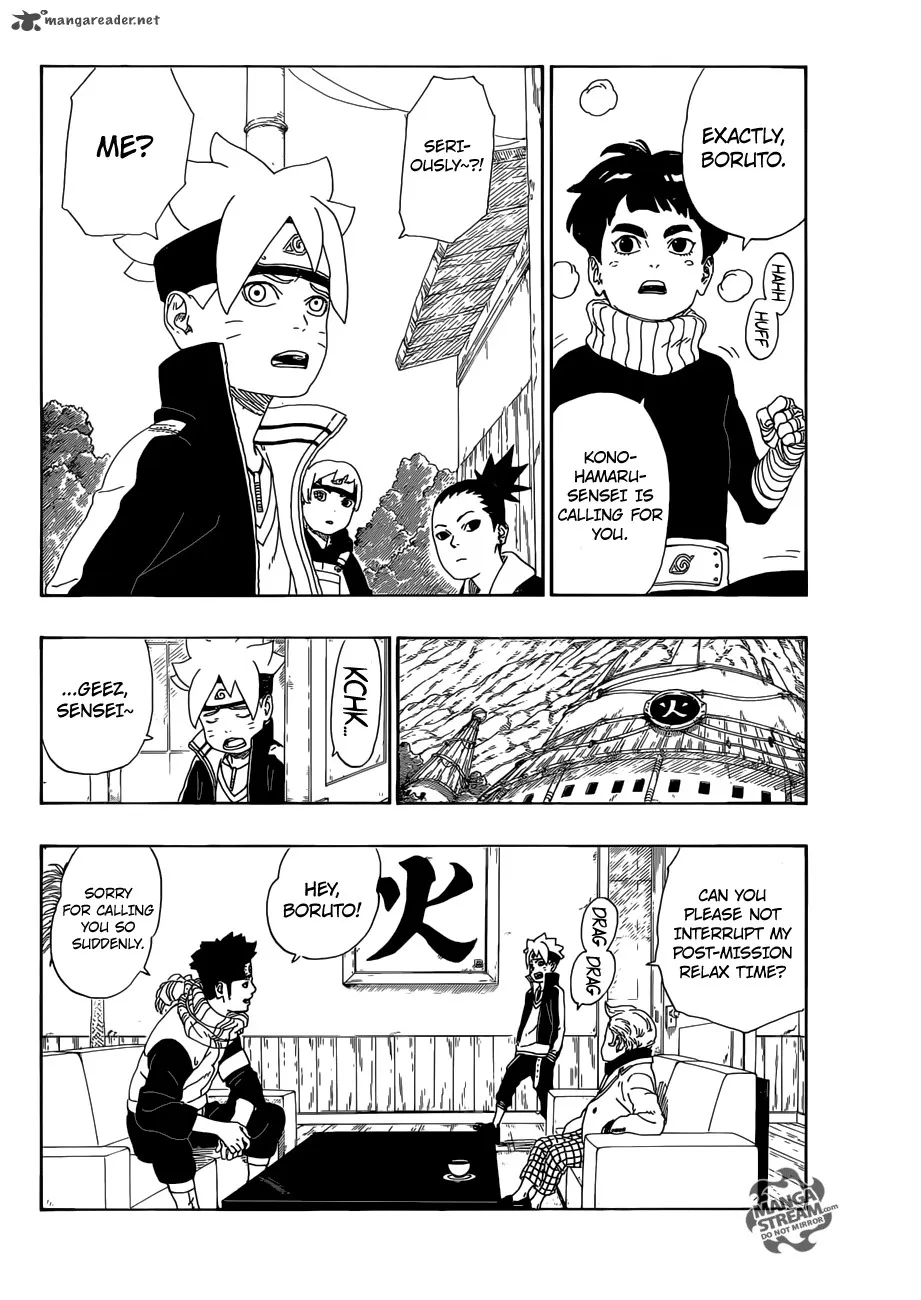 mangareader.net
EXACTLY,
BORUTO.
HAHH
HUFF
KONO-
HAMARU-
SENSEI IS
CALLING FOR
YOU.
SERI-
OUSLY~?!
ME?
火
KCHK...
...GEEZ,
SENSEI~
CAN YOU
PLEASE NOT
INTERRUPT MY
POST-MISSION
RELAX TIME?
DRAG DRAG
火
HEY,
BORUTO!
SORRY
FOR CALLING
YOU SO
SUDDENLY.
MANGA
STREAM.com
DO NOT MIRROR